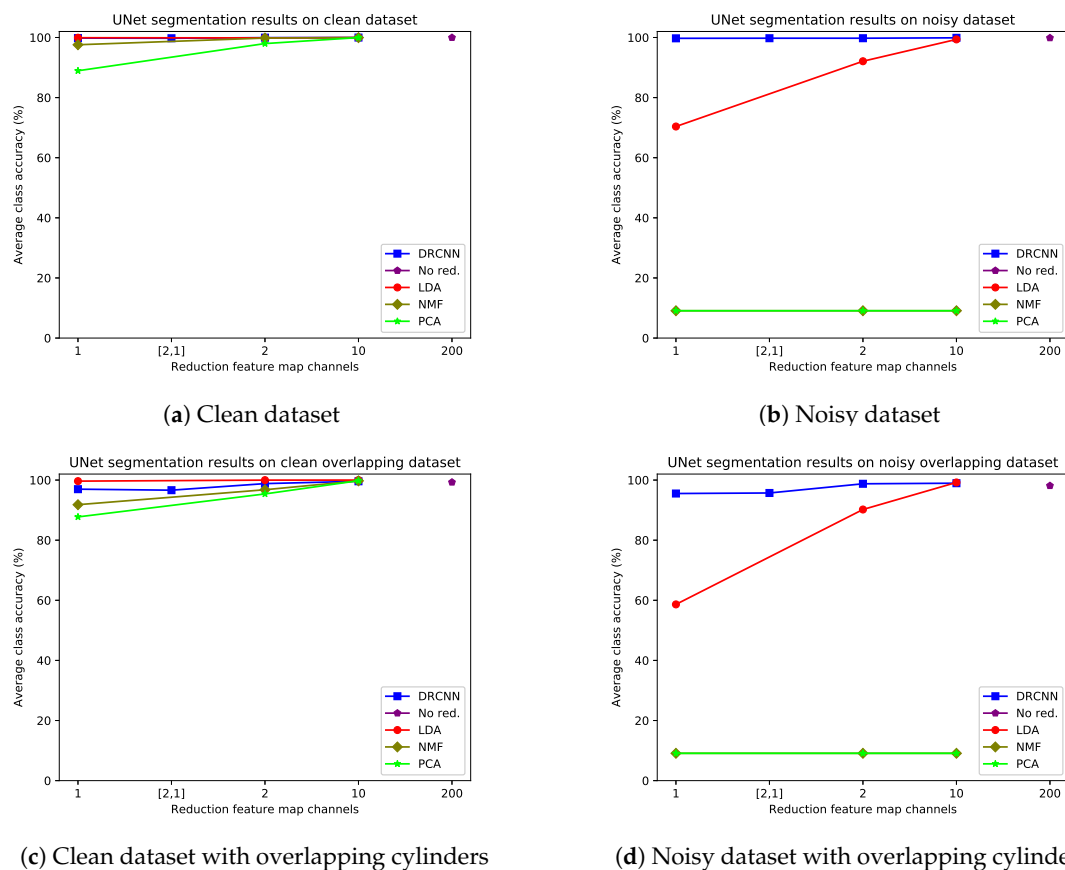 UNet segmentation results on clean dataset
Average class accuracy (%)
100
80
60
40
20
0
DRCNN
No red.
LDA
NMF
PCA
1 [2,1] 2 10 200
Reduction feature map channels
(a) Clean dataset
UNet segmentation results on noisy dataset
Average class accuracy (%)
100
80
60
40
20
0
DRCNN
No red.
LDA
NMF
PCA
1 [2,1] 2 10 200
Reduction feature map channels
(b) Noisy dataset
UNet segmentation results on clean overlapping dataset
Average class accuracy (%)
100
80
60
40
20
0
DRCNN
No red.
LDA
NMF
PCA
1 [2,1] 2 10 200
Reduction feature map channels
(c) Clean dataset with overlapping cylinders
UNet segmentation results on noisy overlapping dataset
Average class accuracy (%)
100
80
60
40
20
0
DRCNN
No red.
LDA
NMF
PCA
1 [2,1] 2 10 200
Reduction feature map channels
(d) Noisy dataset with overlapping cylinde